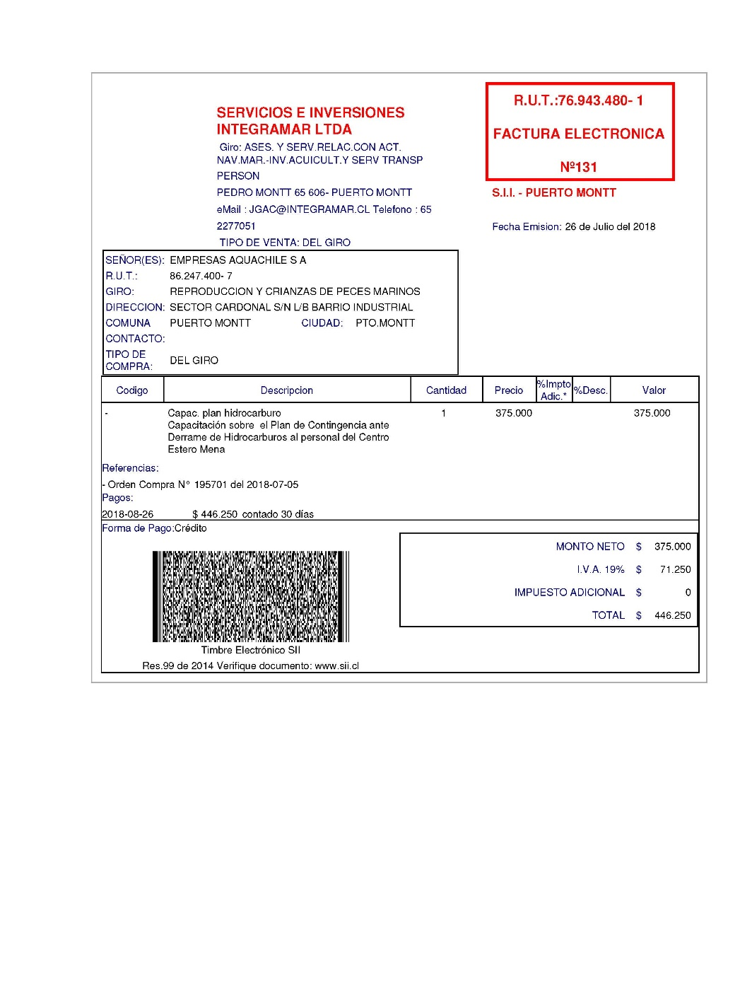 R.U.T.:76.943.480- 1
FACTURA ELECTRONICA
Nº131
S.I.I. - PUERTO MONTT
Fecha Emision: 26 de Julio del 2018
SERVICIOS E INVERSIONES
INTEGRAMAR LTDA
Giro: ASES. Y SERV.RELAC.CON ACT.
NAV.MAR.-INV.ACUICULT.Y SERV TRANSP
PERSON
PEDRO MONTT 65 606- PUERTO MONTT
eMail : JGAC@INTEGRAMAR.CL Telefono : 65
2277051
TIPO DE VENTA: DEL GIRO
SEÑOR(ES): EMPRESAS AQUACHILE S A
R.U.T.: 86.247.400- 7
GIRO: REPRODUCCION Y CRIANZAS DE PECES MARINOS
DIRECCION: SECTOR CARDONAL S/N L/B BARRIO INDUSTRIAL
COMUNA PUERTO MONTT CIUDAD: PTO.MONTT
CONTACTO:
TIPO DE
COMPRA: DEL GIRO
Codigo Descripcion Cantidad Precio %Impto Adic.* %Desc. Valor
- Capac. plan hidrocarburo 1 375.000 375.000
Capacitación sobre el Plan de Contingencia ante
Derrame de Hidrocarburos al personal del Centro
Estero Mena
Referencias:
- Orden Compra N° 195701 del 2018-07-05
Pagos:
2018-08-26 $ 446.250 contado 30 días
Forma de Pago:Crédito
MONTO NETO $ 375.000
I.V.A. 19% $ 71.250
IMPUESTO ADICIONAL $ 0
TOTAL $ 446.250
Timbre Electrónico SII
Res.99 de 2014 Verifique documento: www.sii.cl